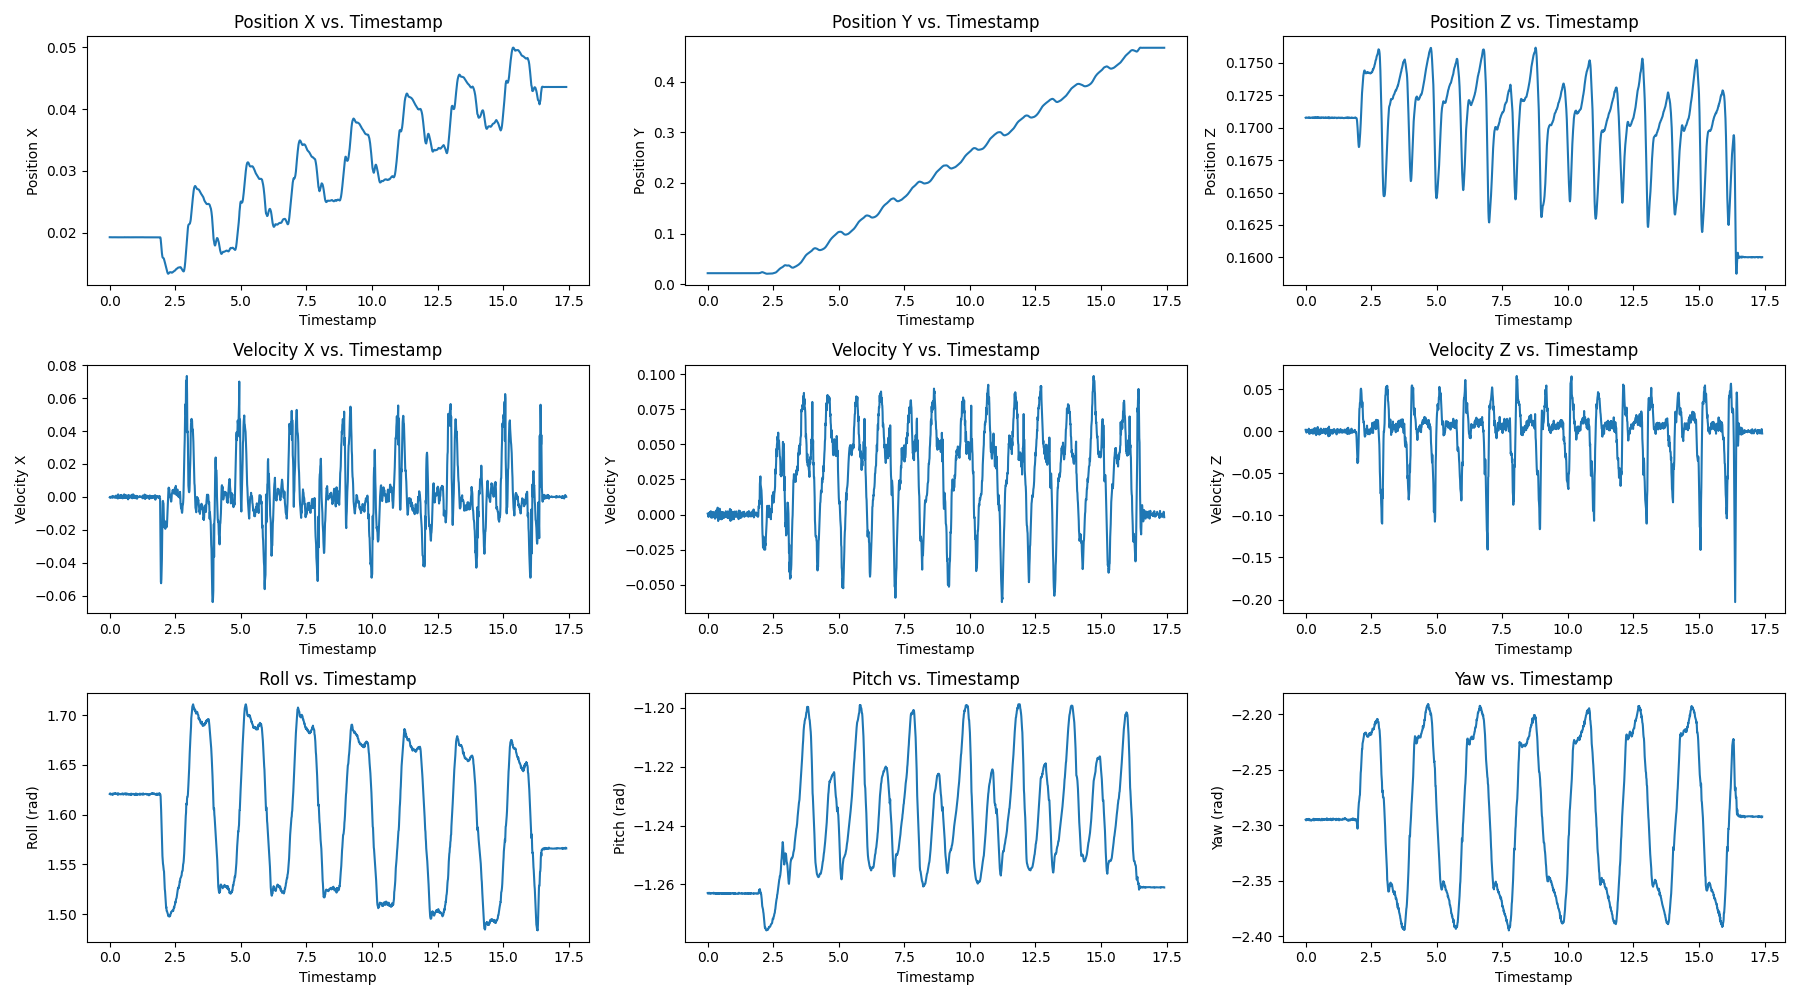 Position X vs. Timestamp
Position Y vs. Timestamp
Position Z vs. Timestamp
Position X
0.05
0.04
0.03
0.02
0.0 2.5 5.0 7.5 10.0 12.5 15.0 17.5
Timestamp
Position Y
0.4
0.3
0.2
0.1
0.0
0.0 2.5 5.0 7.5 10.0 12.5 15.0 17.5
Timestamp
Position Z
0.1750
0.1725
0.1700
0.1675
0.1650
0.1625
0.1600
0.0 2.5 5.0 7.5 10.0 12.5 15.0 17.5
Timestamp
Velocity X vs. Timestamp
Velocity Y vs. Timestamp
Velocity Z vs. Timestamp
Velocity X
0.08
0.06
0.04
0.02
0.00
−0.02
−0.04
−0.06
0.0 2.5 5.0 7.5 10.0 12.5 15.0 17.5
Timestamp
Velocity Y
0.100
0.075
0.050
0.025
0.000
−0.025
−0.050
0.0 2.5 5.0 7.5 10.0 12.5 15.0 17.5
Timestamp
Velocity Z
0.05
0.00
−0.05
−0.10
−0.15
−0.20
0.0 2.5 5.0 7.5 10.0 12.5 15.0 17.5
Timestamp
Roll vs. Timestamp
Pitch vs. Timestamp
Yaw vs. Timestamp
Roll (rad)
1.70
1.65
1.60
1.55
1.50
0.0 2.5 5.0 7.5 10.0 12.5 15.0 17.5
Timestamp
Pitch (rad)
−1.20
−1.22
−1.24
−1.26
0.0 2.5 5.0 7.5 10.0 12.5 15.0 17.5
Timestamp
Yaw (rad)
−2.20
−2.25
−2.30
−2.35
−2.40
0.0 2.5 5.0 7.5 10.0 12.5 15.0 17.5
Timestamp